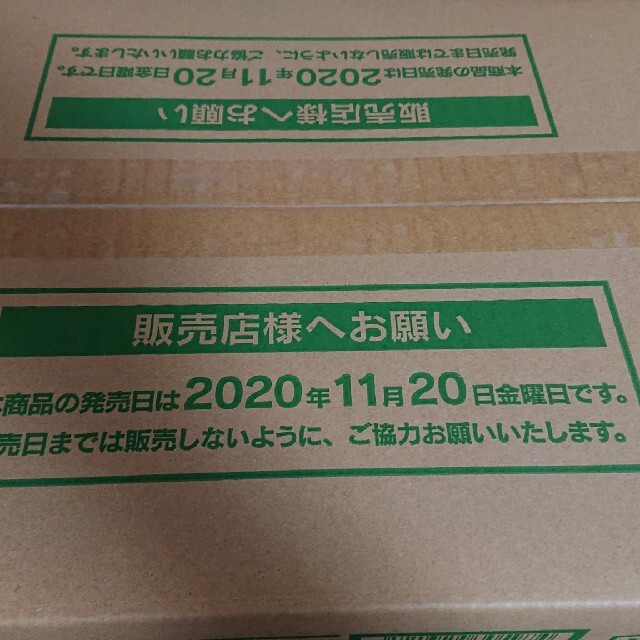 販売店様へお願い
本商品の発売日は2020年11月20日金曜日です。
発売日までは販売しないように、ご協力お願いいたします。
販売店様へお願い
商品の発売日は2020年11月20日金曜日です。
売日までは販売しないように、ご協力お願いいたします。